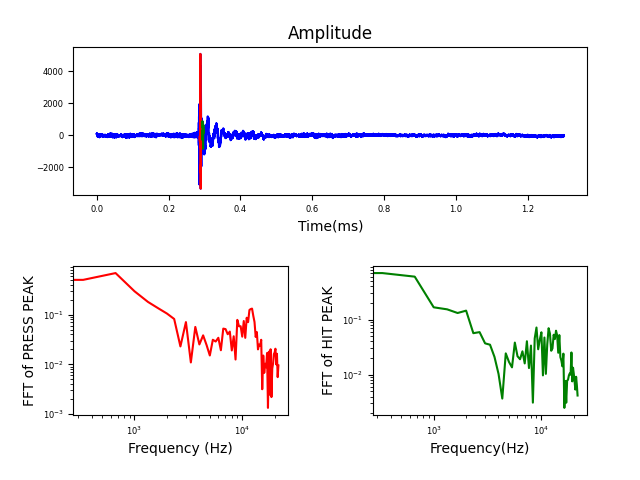 Amplitude
4000
2000
0
−2000
0.0 0.2 0.4 0.6 0.8 1.0 1.2
Time(ms)
FFT of PRESS PEAK
10⁻¹
10⁻²
10⁻³
10³ 10⁴
Frequency (Hz)
FFT of HIT PEAK
10⁻¹
10⁻²
10³ 10⁴
Frequency(Hz)